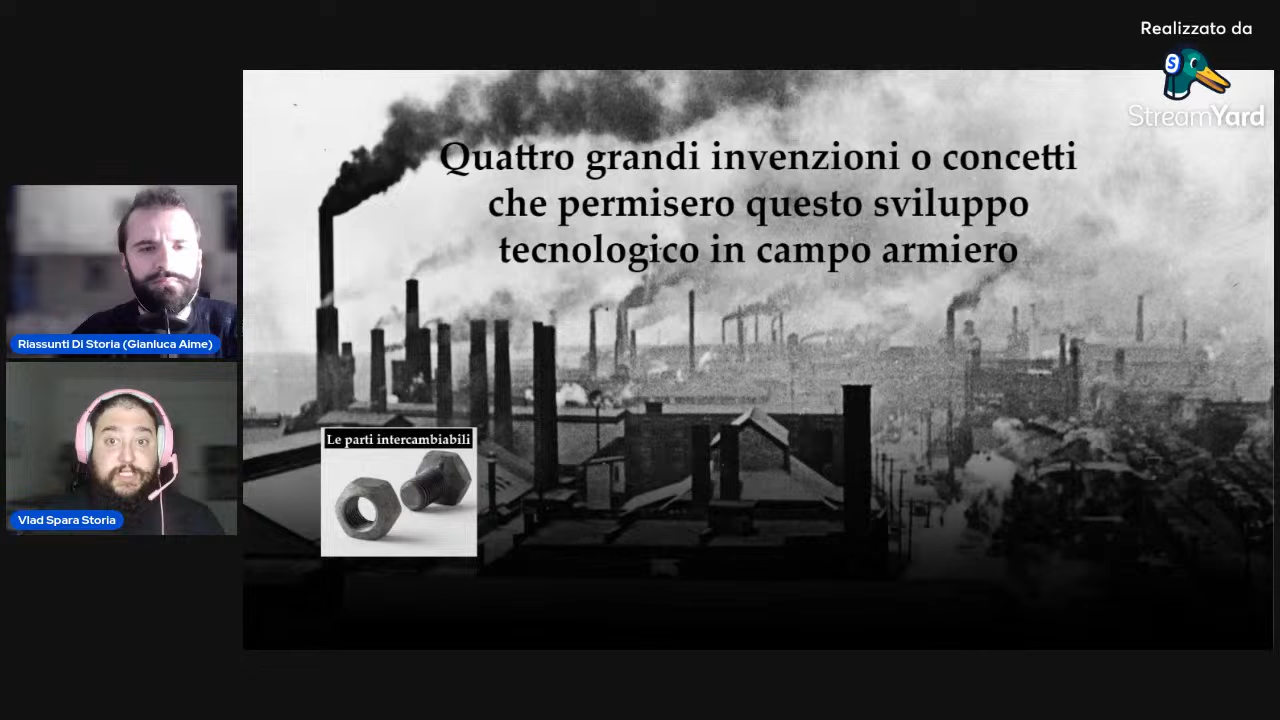 Realizzato da
StreamYard
Quattro grandi invenzioni o concetti
che permisero questo sviluppo
tecnologico in campo armiero
Riassunti Di Storia (Gianluca Aime)
Le parti intercambiabili
Vlad Spara Storia